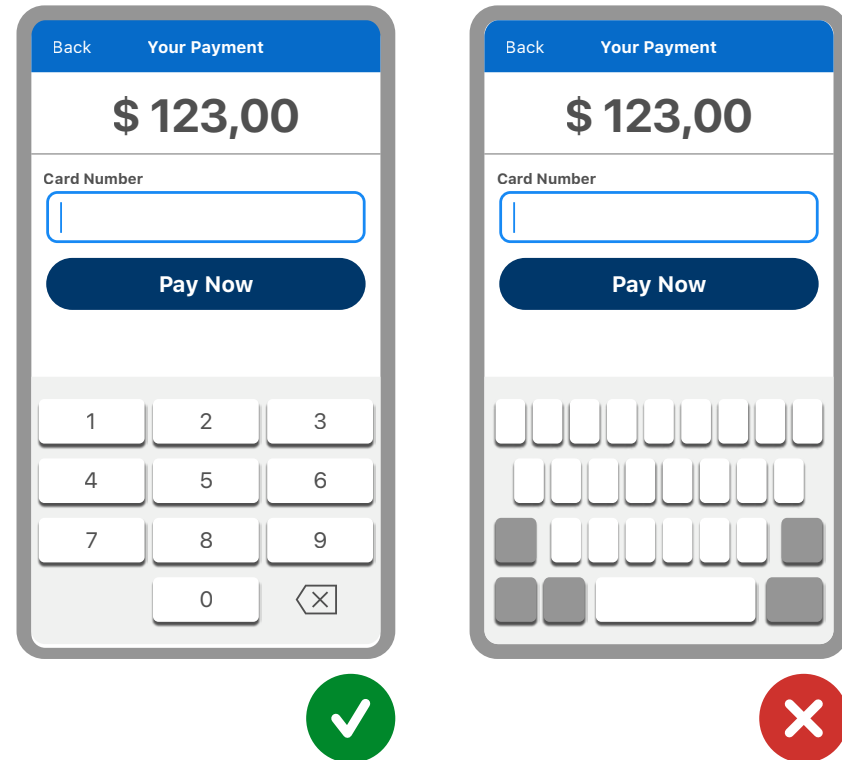 Back Your Payment
$ 123,00
Card Number
Pay Now
1 2 3
4 5 6
7 8 9
0
Back Your Payment
$ 123,00
Card Number
Pay Now